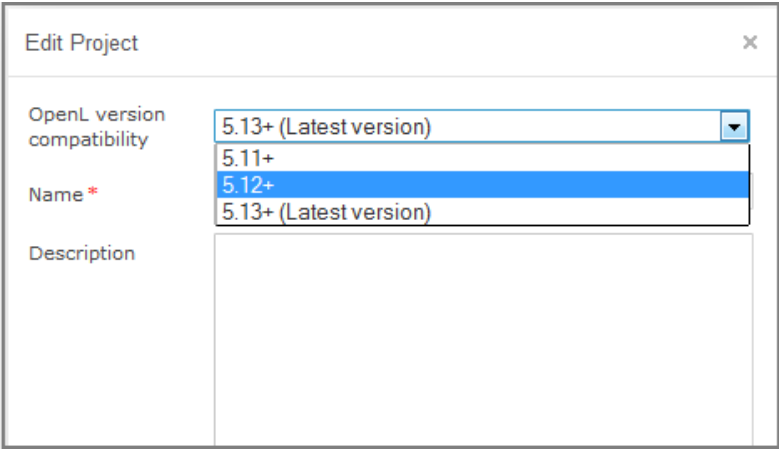 Edit Project ×
OpenL version
compatibility
5.13+ (Latest version)
5.11+
5.12+
5.13+ (Latest version)
Name *
Description